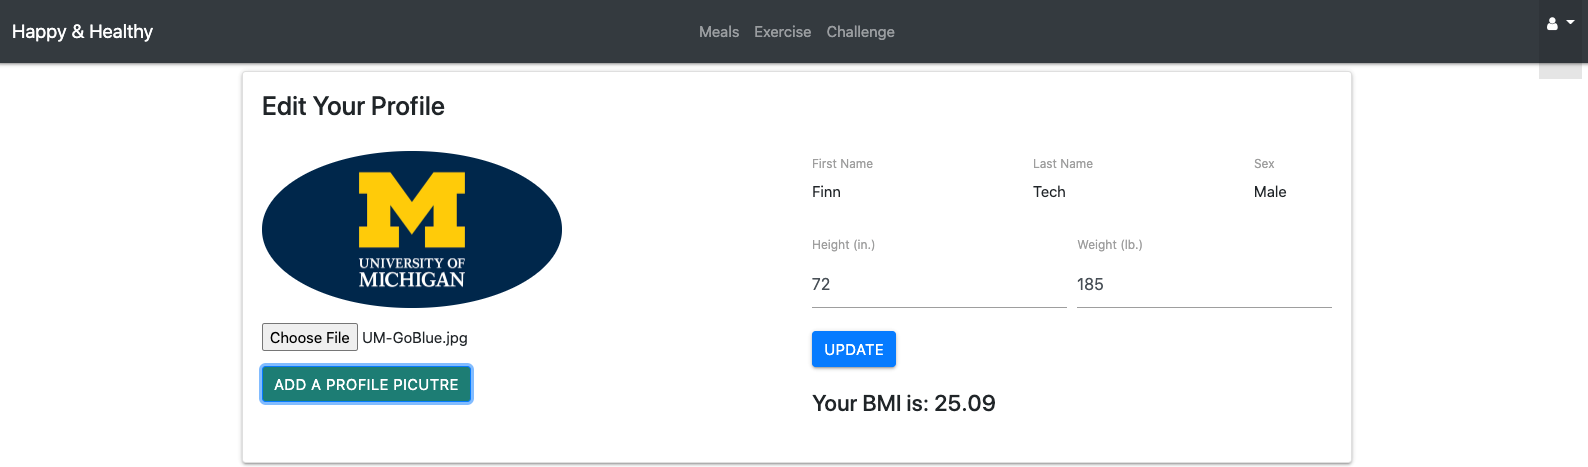 Happy & Healthy
Meals Exercise Challenge
Edit Your Profile
UNIVERSITY OF
MICHIGAN
Choose File UM-GoBlue.jpg
ADD A PROFILE PICUTRE
First Name Last Name Sex
Finn Tech Male
Height (in.) Weight (lb.)
72 185
UPDATE
Your BMI is: 25.09